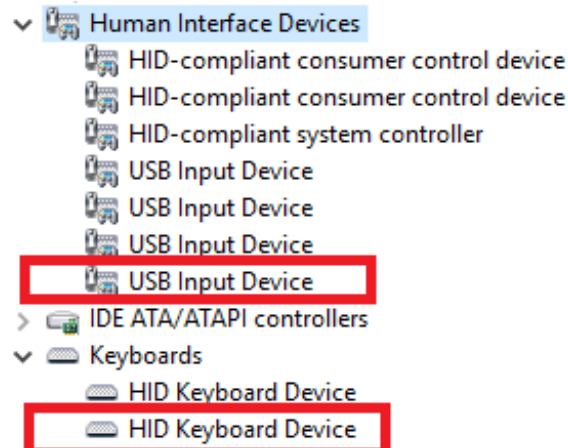 Human Interface Devices
HID-compliant consumer control device
HID-compliant consumer control device
HID-compliant system controller
USB Input Device
USB Input Device
USB Input Device
USB Input Device
IDE ATA/ATAPI controllers
Keyboards
HID Keyboard Device
HID Keyboard Device